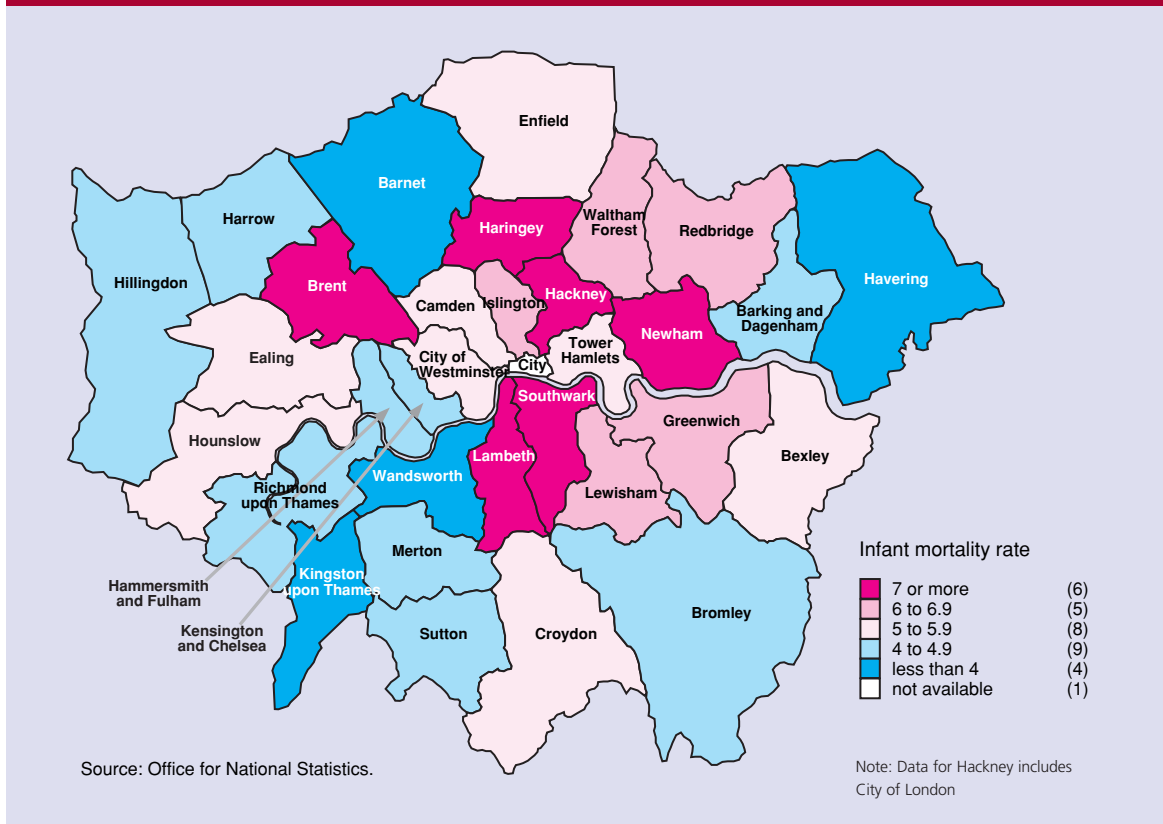 Enfield
Barnet
Harrow
Haringey
Waltham
Forest
Redbridge
Hillingdon
Brent
Camden
Islington
Hackney
Havering
Barking and
Dagenham
Newham
Ealing
City of
Westminster
City
Tower
Hamlets
Southwark
Greenwich
Hounslow
Lambeth
Bexley
Wandsworth
Richmond
upon Thames
Lewisham
Merton
Hammersmith
and Fulham
Kingston
upon Thames
Kensington
and Chelsea
Sutton
Croydon
Bromley
Infant mortality rate
7 or more (6)
6 to 6.9 (5)
5 to 5.9 (8)
4 to 4.9 (9)
less than 4 (4)
not available (1)
Source: Office for National Statistics.
Note: Data for Hackney includes
City of London